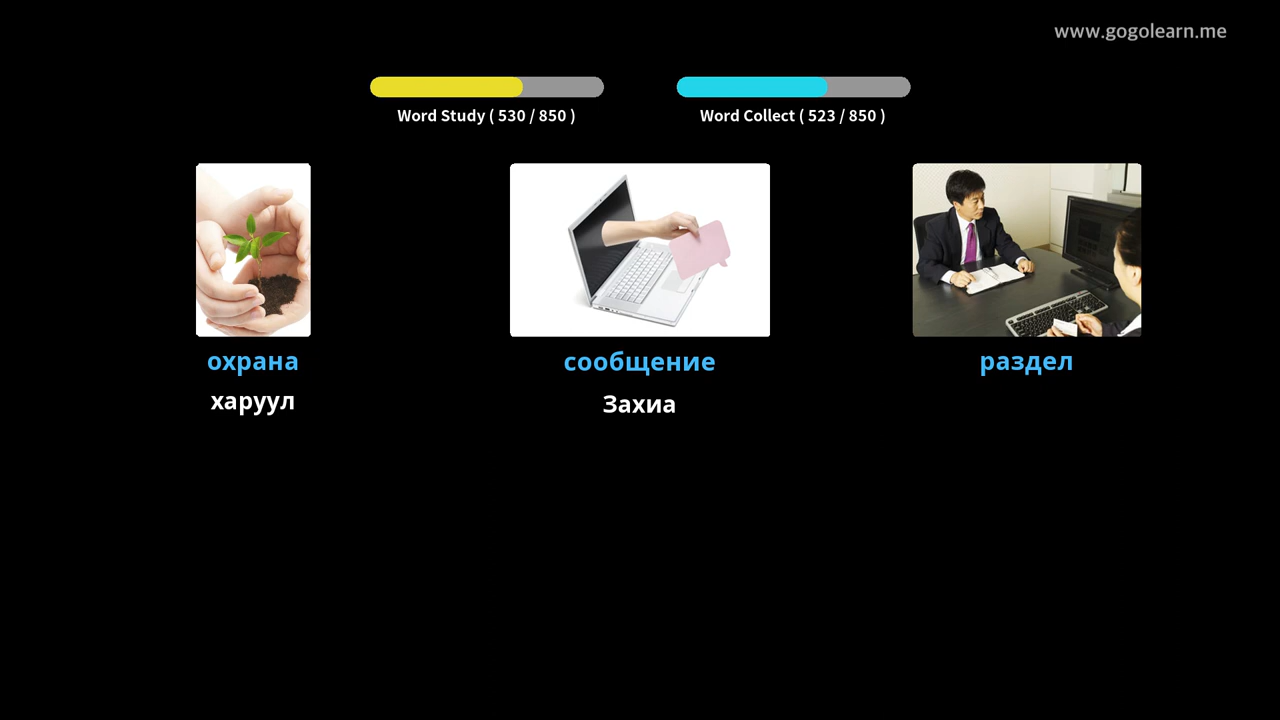 www.gogolearn.me
Word Study ( 530 / 850 )
Word Collect ( 523 / 850 )
охрана
харуул
сообщение
Захиа
раздел